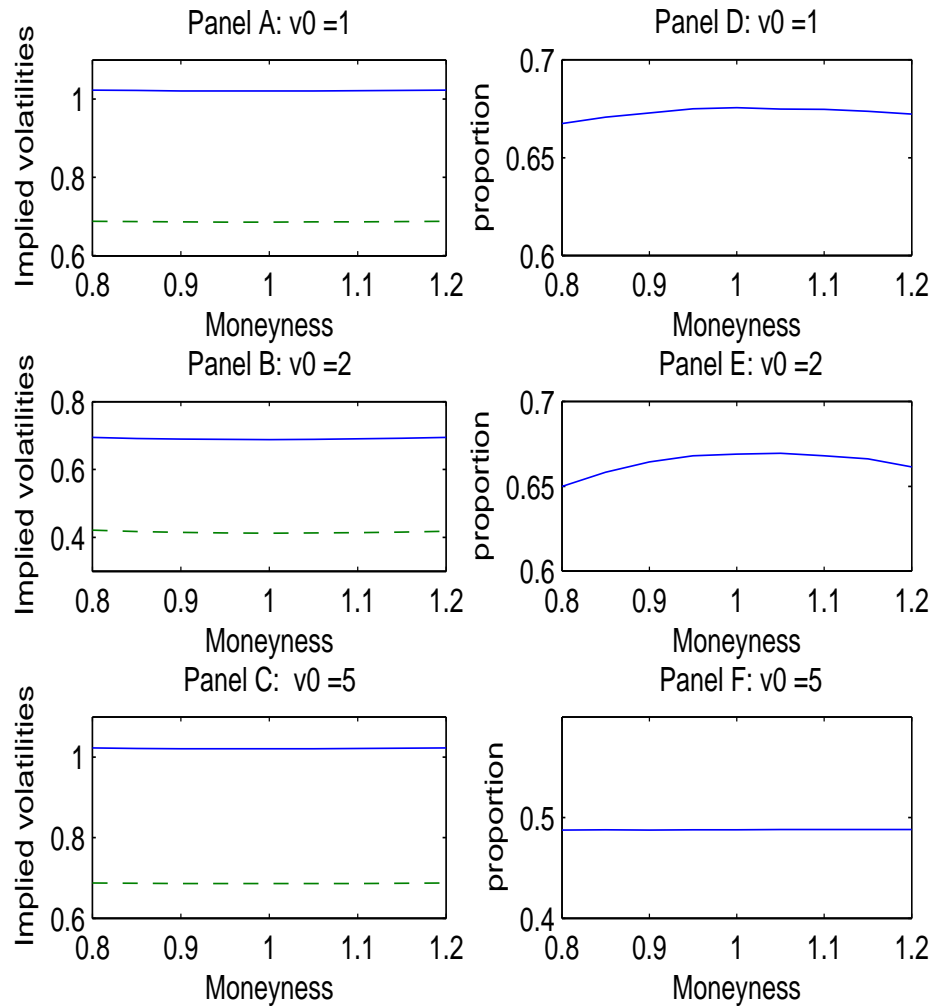 Panel A: v0 =1
Implied volatilities
1
0.8
0.6
0.8 0.9 1 1.1 1.2
Moneyness
Panel D: v0 =1
proportion
0.7
0.65
0.6
0.8 0.9 1 1.1 1.2
Moneyness
Panel B: v0 =2
Implied volatilities
0.8
0.6
0.4
0.8 0.9 1 1.1 1.2
Moneyness
Panel E: v0 =2
proportion
0.7
0.65
0.6
0.8 0.9 1 1.1 1.2
Moneyness
Panel C: v0 =5
Implied volatilities
1
0.8
0.6
0.8 0.9 1 1.1 1.2
Moneyness
Panel F: v0 =5
proportion
0.5
0.4
0.8 0.9 1 1.1 1.2
Moneyness